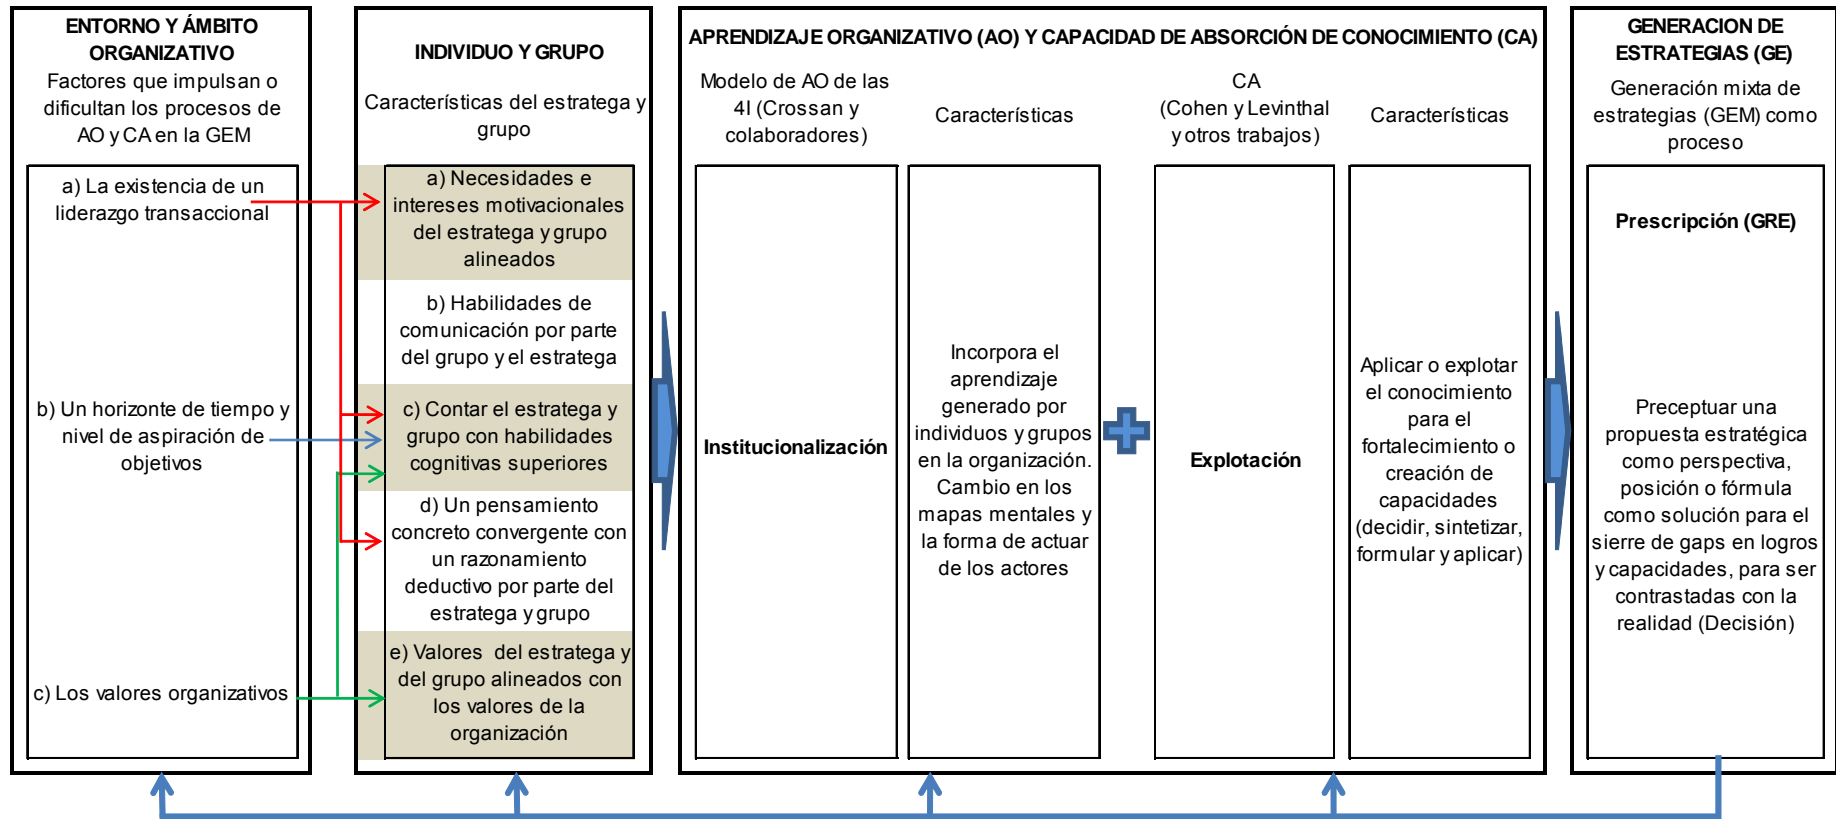 ENTORNO Y ÁMBITO
ORGANIZATIVO
Factores que impulsan o
dificultan los procesos de
AO y CA en la GEM
a) La existencia de un
liderazgo transaccional
b) Un horizonte de tiempo y
nivel de aspiración de
objetivos
c) Los valores organizativos
INDIVIDUO Y GRUPO
Características del estratega y
grupo
a) Necesidades e
intereses motivacionales
del estratega y grupo
alineados
b) Habilidades de
comunicación por parte
del grupo y el estratega
c) Contar el estratega y
grupo con habilidades
cognitivas superiores
d) Un pensamiento
concreto convergente con
un razonamiento
deductivo por parte del
estratega y grupo
e) Valores del estratega y
del grupo alineados con
los valores de la
organización
APRENDIZAJE ORGANIZATIVO (AO) Y CAPACIDAD DE ABSORCIÓN DE CONOCIMIENTO (CA)
Modelo de AO de las
4I (Crossan y
colaboradores)
Institucionalización
Características
Incorpora el
aprendizaje
generado por
individuos y grupos
en la organización.
Cambio en los
mapas mentales y
la forma de actuar
de los actores
CA
(Cohen y Levinthal
y otros trabajos)
Explotación
Características
Aplicar o explotar
el conocimiento
para el
fortalecimiento o
creación de
capacidades
(decidir, sintetizar,
formular y aplicar)
GENERACION DE
ESTRATEGIAS (GE)
Generación mixta de
estrategias (GEM) como
proceso
Prescripción (GRE)
Preceptuar una
propuesta estratégica
como perspectiva,
posición o fórmula
como solución para el
sierre de gaps en logros
y capacidades, para ser
contrastadas con la
realidad (Decisión)